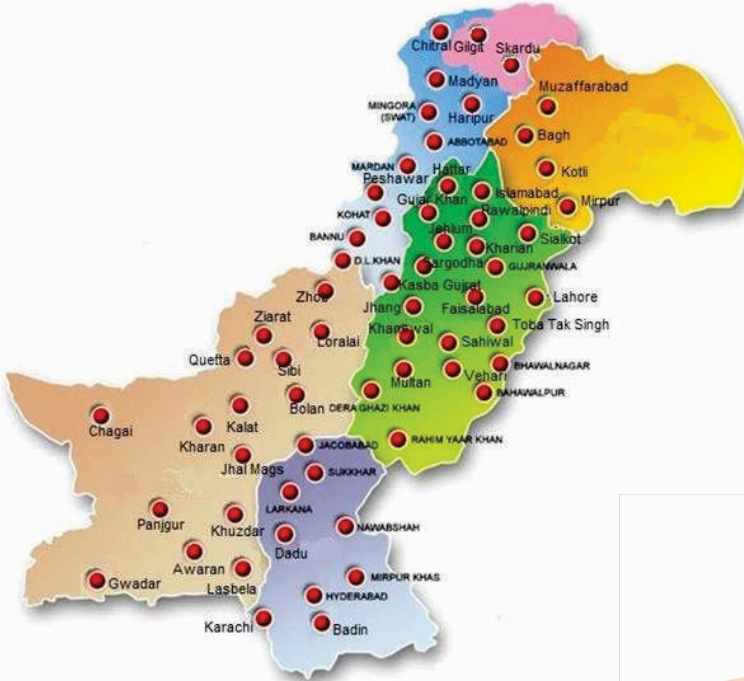 Chitral
Gilgit
Skardu
Madyan
Muzaffarabad
MINGORA
(SWAT)
Haripur
Bagh
ABBOTABAD
MARDAN
Hattar
Kotli
Peshawar
Islamabad
Gujar Khan
Mirpur
KOHAT
Rawalpindi
Jehlum
BANNU
Kharian
Sialkot
D.I.KHAN
Sargodha
GUJRANWALA
Kasba Gujrat
Zhob
Jhang
Faisalabad
Lahore
Ziarat
Loralai
Khanewal
Toba Tak Singh
Quetta
Sibi
Sahiwal
Multan
Vehari
BHAWALNAGAR
Bolan
DERA GHAZI KHAN
BAHAWALPUR
Chagai
Kalat
Kharan
JACOBABAD
RAHIM YAAR KHAN
Jhal Mags
SUKKHAR
LARKANA
Panjgur
Khuzdar
NAWABSHAH
Dadu
Awaran
Gwadar
Lasbela
MIRPUR KHAS
HYDERABAD
Karachi
Badin